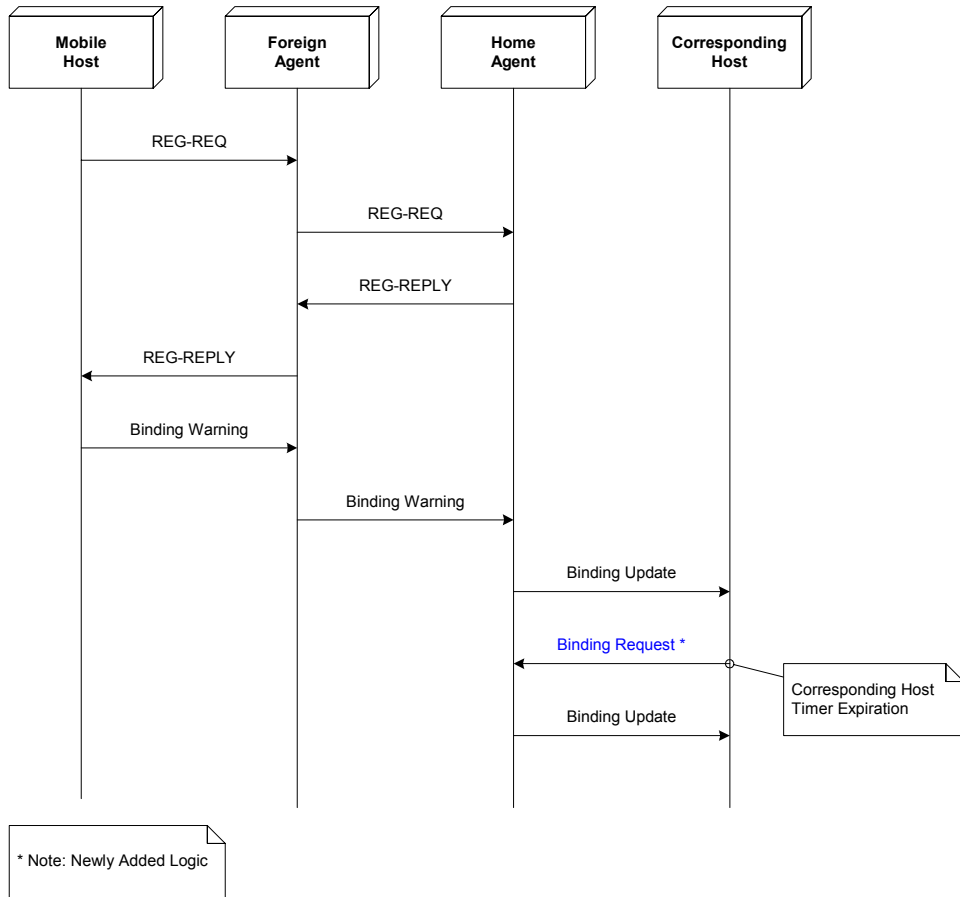 Mobile
Host
Foreign
Agent
Home
Agent
Corresponding
Host
REG-REQ
REG-REQ
REG-REPLY
REG-REPLY
Binding Warning
Binding Warning
Binding Update
Binding Request *
Corresponding Host
Timer Expiration
Binding Update
* Note: Newly Added Logic